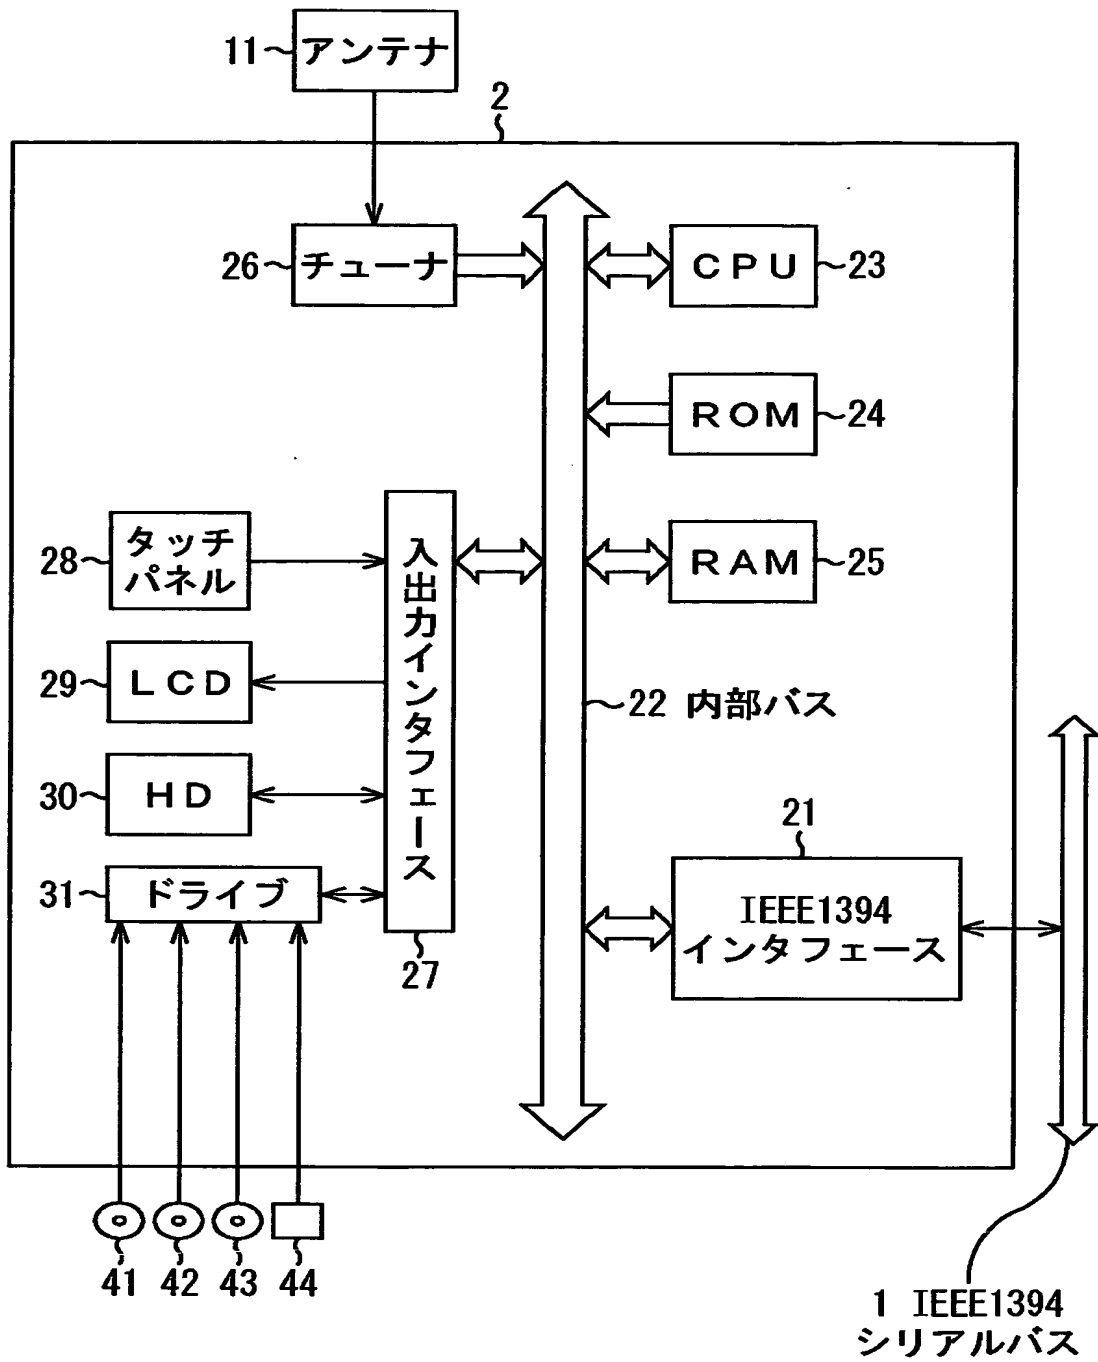 11 アンテナ
2
26 チューナ
CPU 23
ROM 24
28 タッチ
パネル
入出力インタフェース
RAM 25
29 LCD
22 内部バス
30 HD
21
31 ドライブ
IEEE1394
インタフェース
27
41 42 43 44
1 IEEE1394
シリアルバス